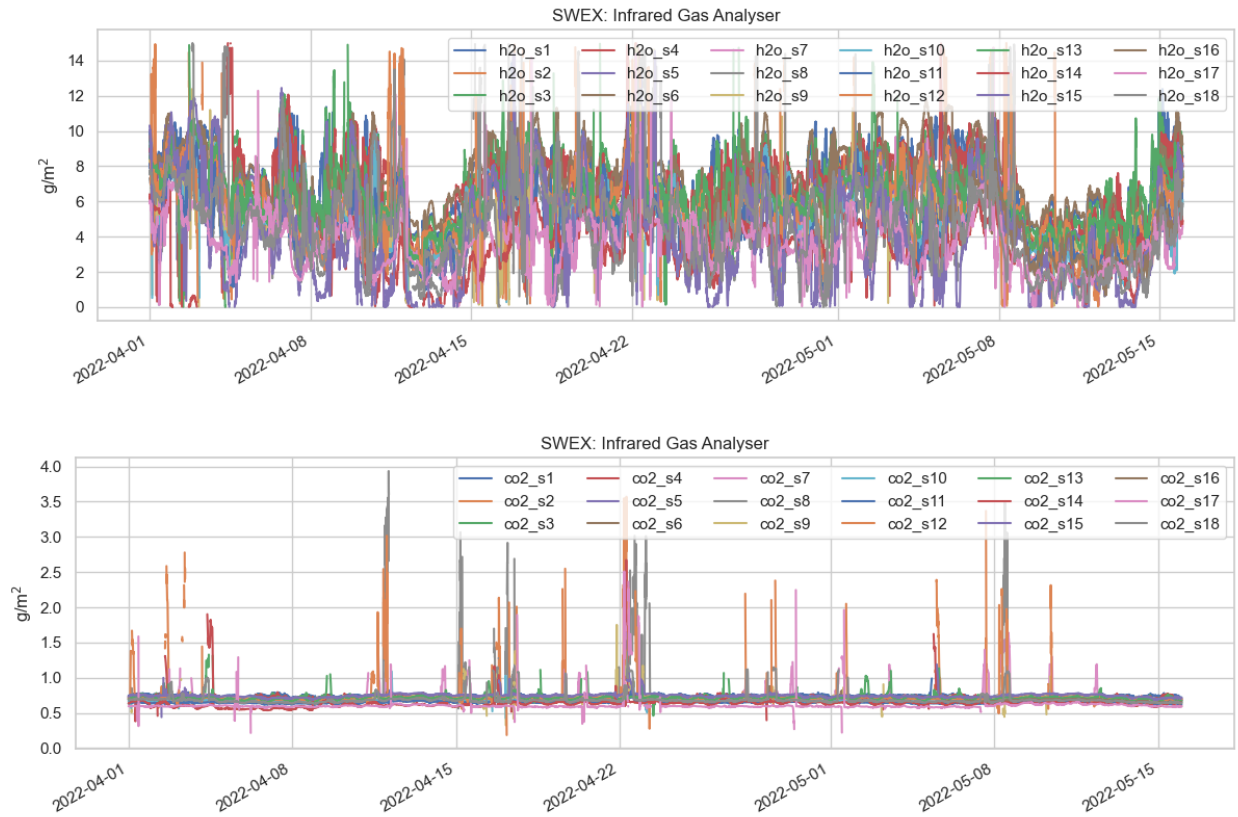 SWEX: Infrared Gas Analyser
14
12
10
8
6
4
2
0
g/m²
h2o_s1 h2o_s4 h2o_s7 h2o_s10 h2o_s13 h2o_s16
h2o_s2 h2o_s5 h2o_s8 h2o_s11 h2o_s14 h2o_s17
h2o_s3 h2o_s6 h2o_s9 h2o_s12 h2o_s15 h2o_s18
2022-04-01 2022-04-08 2022-04-15 2022-04-22 2022-05-01 2022-05-08 2022-05-15
SWEX: Infrared Gas Analyser
4.0
3.5
3.0
2.5
2.0
1.5
1.0
0.5
0.0
g/m²
co2_s1 co2_s4 co2_s7 co2_s10 co2_s13 co2_s16
co2_s2 co2_s5 co2_s8 co2_s11 co2_s14 co2_s17
co2_s3 co2_s6 co2_s9 co2_s12 co2_s15 co2_s18
2022-04-01 2022-04-08 2022-04-15 2022-04-22 2022-05-01 2022-05-08 2022-05-15